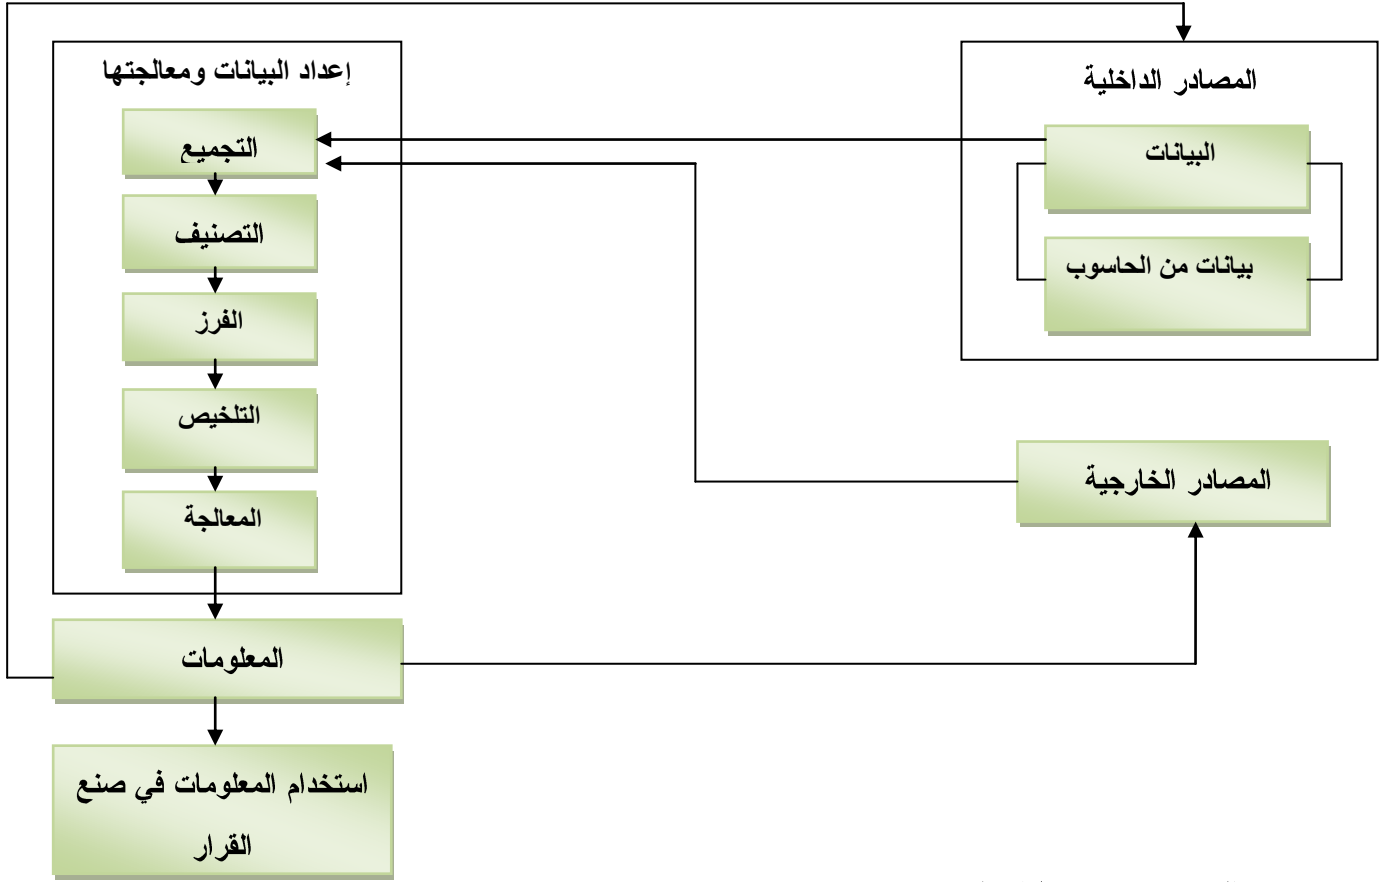 المصادر الداخلية
البيانات
بيانات من الحاسوب
المصادر الخارجية
إعداد البيانات ومعالجتها
التجميع
التصنيف
الفرز
التلخيص
المعالجة
المعلومات
استخدام المعلومات في صنع
القرار